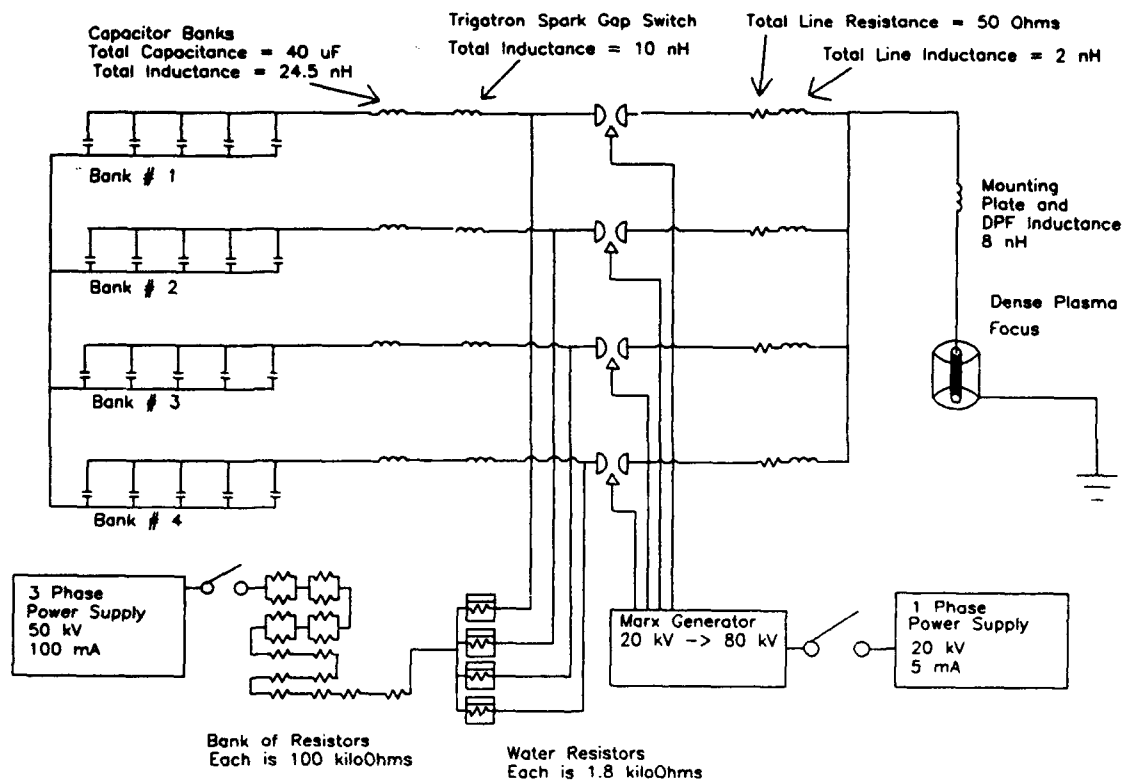 Capacitor Banks
Total Capacitance = 40 uF
Total Inductance = 24.5 nH
Trigatron Spark Gap Switch
Total Inductance = 10 nH
Total Line Resistance = 50 Ohms
Total Line Inductance = 2 nH
Bank # 1
Mounting
Plate and
DPF Inductance
8 nH
Bank # 2
Dense Plasma
Focus
Bank # 3
Bank # 4
3 Phase
Power Supply
50 kV
100 mA
Marx Generator
20 kV -> 80 kV
1 Phase
Power Supply
20 kV
5 mA
Bank of Resistors
Each is 100 kiloOhms
Water Resistors
Each is 1.8 kiloOhms